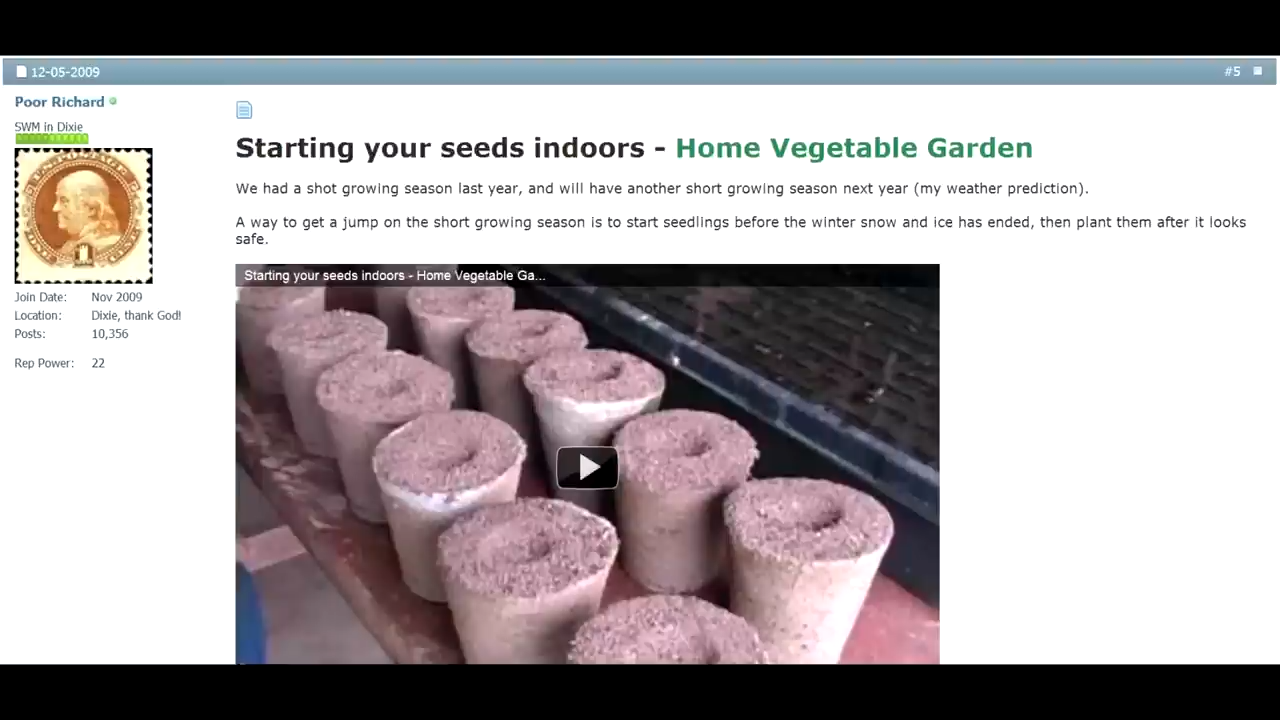 12-05-2009
#5
Poor Richard
SWM in Dixie
Join Date: Nov 2009
Location: Dixie, thank God!
Posts: 10,356
Rep Power: 22
Starting your seeds indoors - Home Vegetable Garden
We had a shot growing season last year, and will have another short growing season next year (my weather prediction).
A way to get a jump on the short growing season is to start seedlings before the winter snow and ice has ended, then plant them after it looks
safe.
Starting your seeds indoors - Home Vegetable Ga...